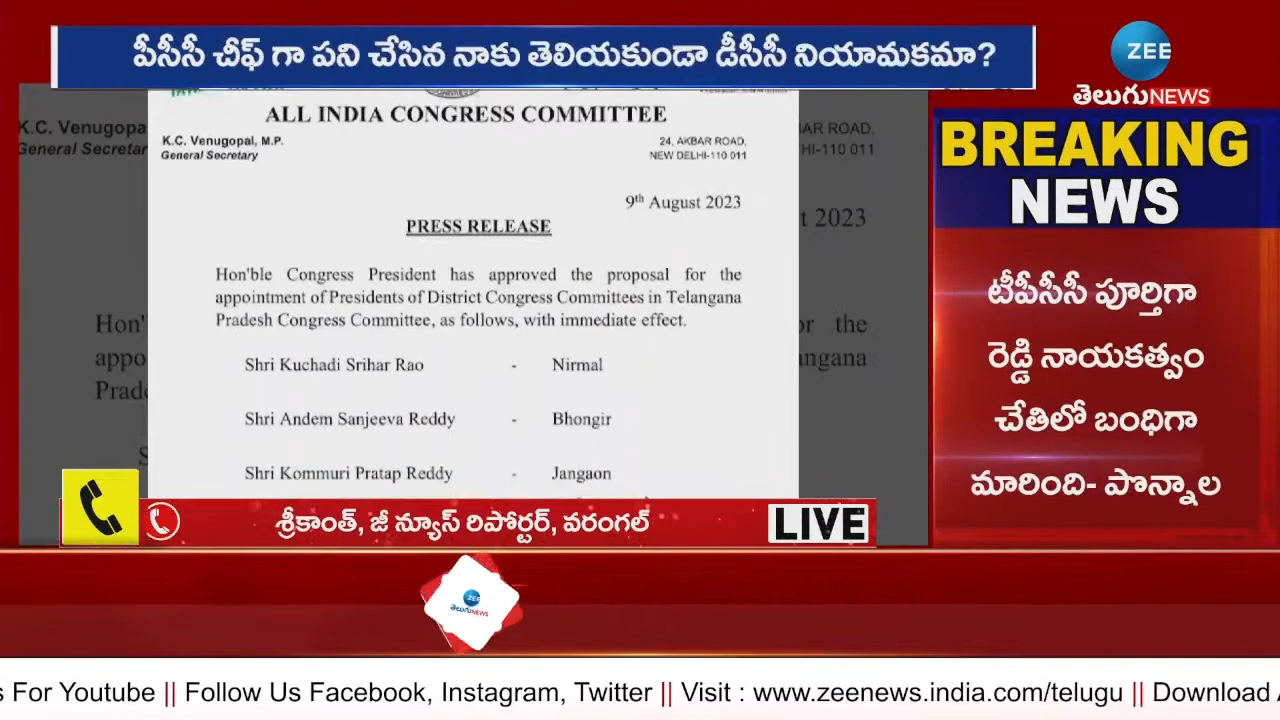 పీసీసీ చీఫ్ గా పని చేసిన నాకు తెలియకుండా డీసీసీ నియామకమా?
ZEE
తెలుగు NEWS
BREAKING
NEWS
టీపీసీసీ పూర్తిగా
రెడ్డి నాయకత్వం
చేతిలో బంధిగా
మారింది- పొన్నాల
ALL INDIA CONGRESS COMMITTEE
K.C. Venugopal, M.P.
General Secretary
24, AKBAR ROAD,
NEW DELHI-110 011
9th August 2023
PRESS RELEASE
Hon'ble Congress President has approved the proposal for the
appointment of Presidents of District Congress Committees in Telangana
Pradesh Congress Committee, as follows, with immediate effect.
Shri Kuchadi Srihar Rao - Nirmal
Shri Andem Sanjeeva Reddy - Bhongir
Shri Kommuri Pratap Reddy - Jangaon
శ్రీకాంత్, జీ న్యూస్ రిపోర్టర్, వరంగల్
LIVE
ZEE
తెలుగు NEWS
s For Youtube || Follow Us Facebook, Instagram, Twitter || Visit : www.zeenews.india.com/telugu || Download A